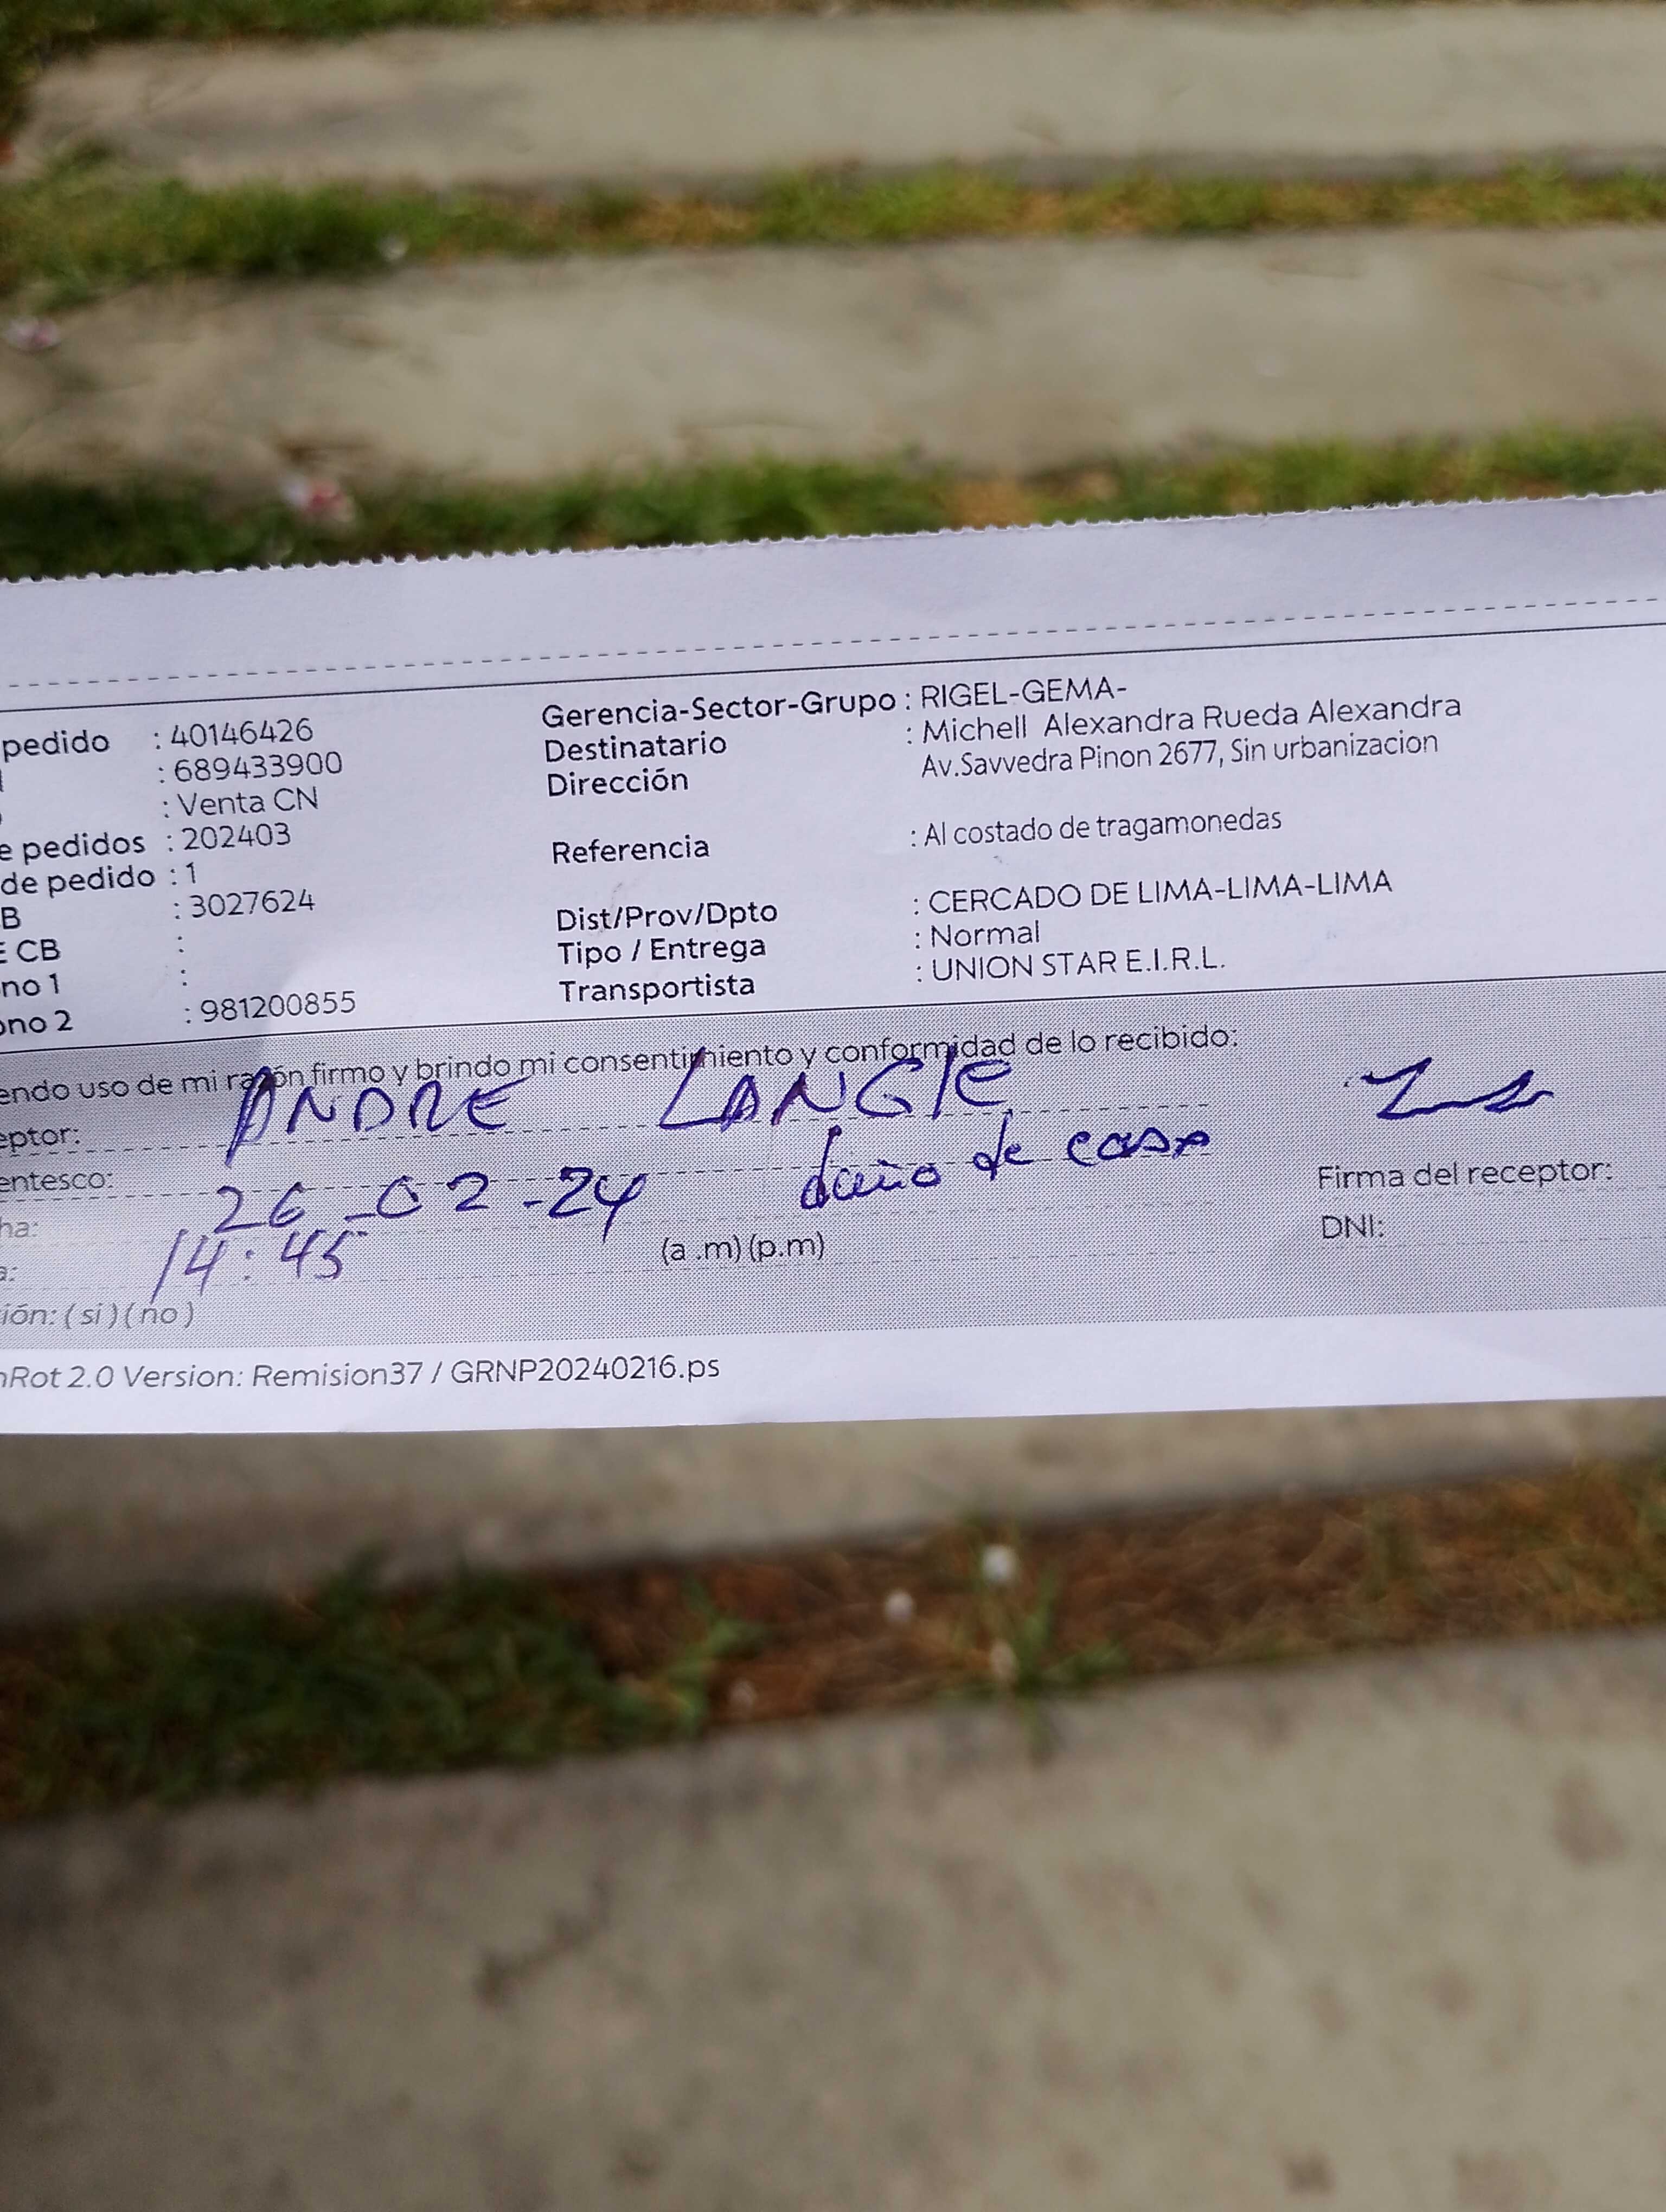 pedido : 40146426
: 689433900
: Venta CN
e pedidos : 202403
de pedido : 1
B : 3027624
E CB :
no 1 :
ono 2 : 981200855
Gerencia-Sector-Grupo : RIGEL-GEMA-
Destinatario : Michell Alexandra Rueda Alexandra
Dirección Av.Savvedra Pinon 2677, Sin urbanizacion
Referencia : Al costado de tragamonedas
Dist/Prov/Dpto : CERCADO DE LIMA-LIMA-LIMA
Tipo / Entrega : Normal
Transportista : UNION STAR E.I.R.L.
endo uso de mi razón firmo y brindo mi consentimiento y conformidad de lo recibido:
eptor: ANDRE LANGLE
entesco: dueño de casa
ha: 26-02-24
a: 14:45 (a .m) (p.m)
ión: ( si ) ( no )
Firma del receptor:
DNI:
nRot 2.0 Version: Remision37 / GRNP20240216.ps